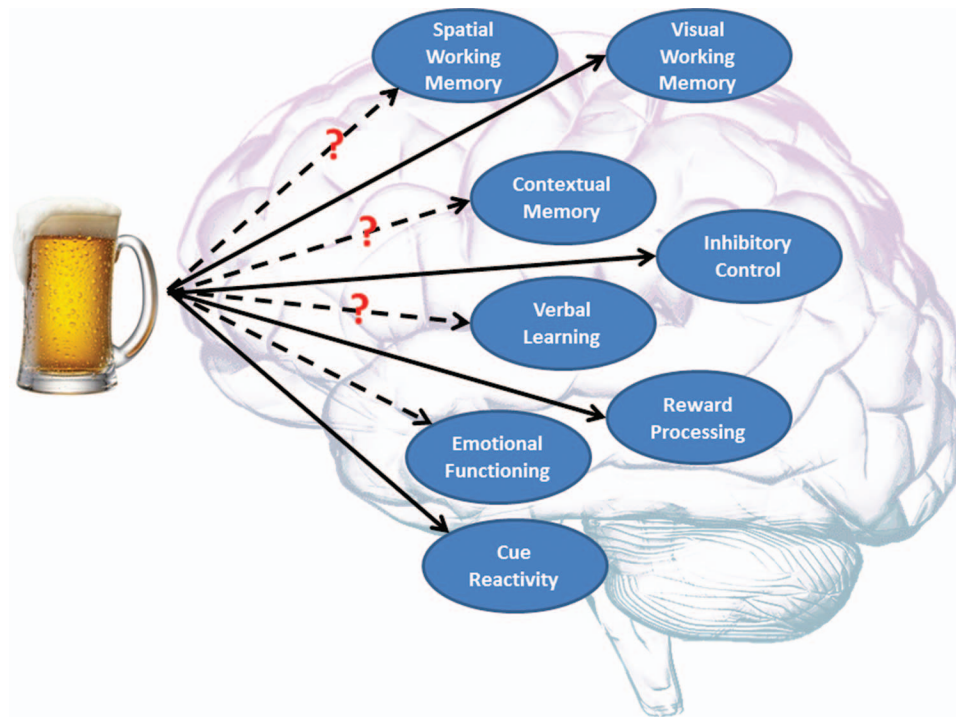 Spatial
Working
Memory
Visual
Working
Memory
?
Contextual
Memory
?
Inhibitory
Control
?
Verbal
Learning
Reward
Processing
Emotional
Functioning
Cue
Reactivity